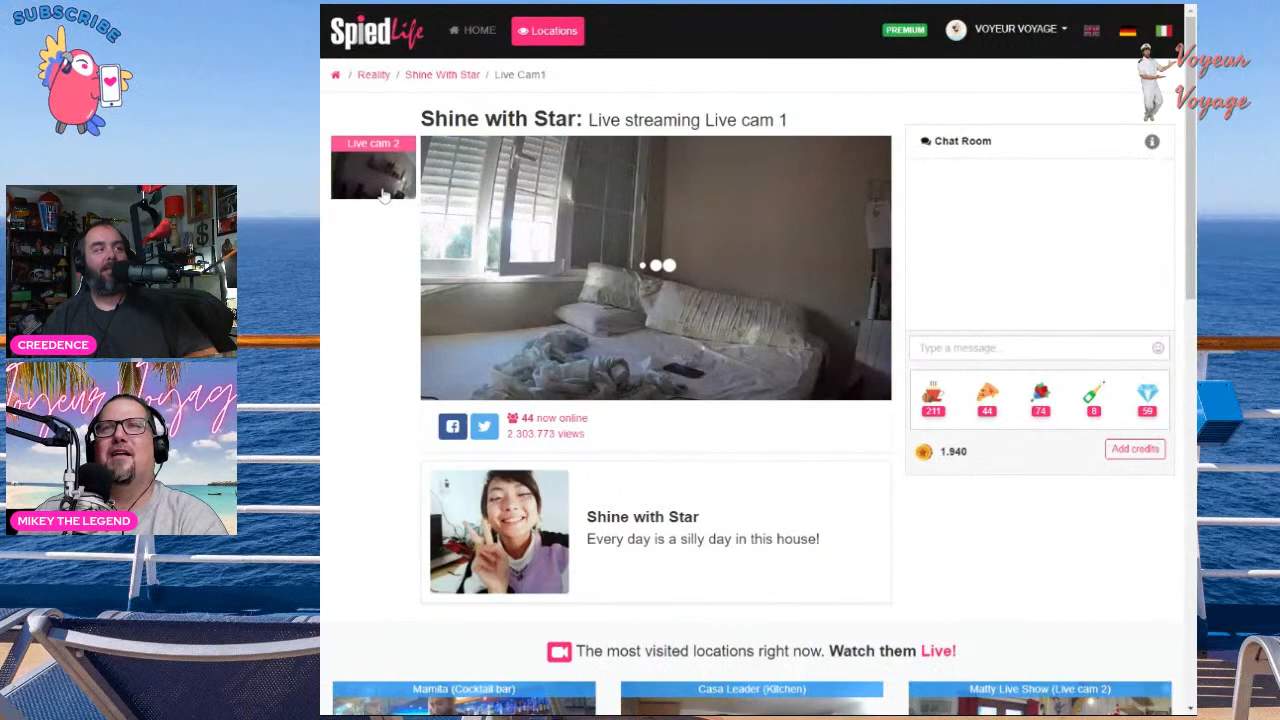 SUBSCRIBE
SpiedLife
HOME
Locations
PREMIUM
VOYEUR VOYAGE
Voyeur
Voyage
/ Reality / Shine With Star / Live Cam1
Shine with Star: Live streaming Live cam 1
Live cam 2
Chat Room
Type a message...
211
44
74
8
59
1.940
Add credits
44 now online
2.303.773 views
Shine with Star
Every day is a silly day in this house!
CREEDENCE
MIKEY THE LEGEND
The most visited locations right now. Watch them Live!
Mamita (Cocktail bar)
Casa Leader (Kitchen)
Matty Live Show (Live cam 2)